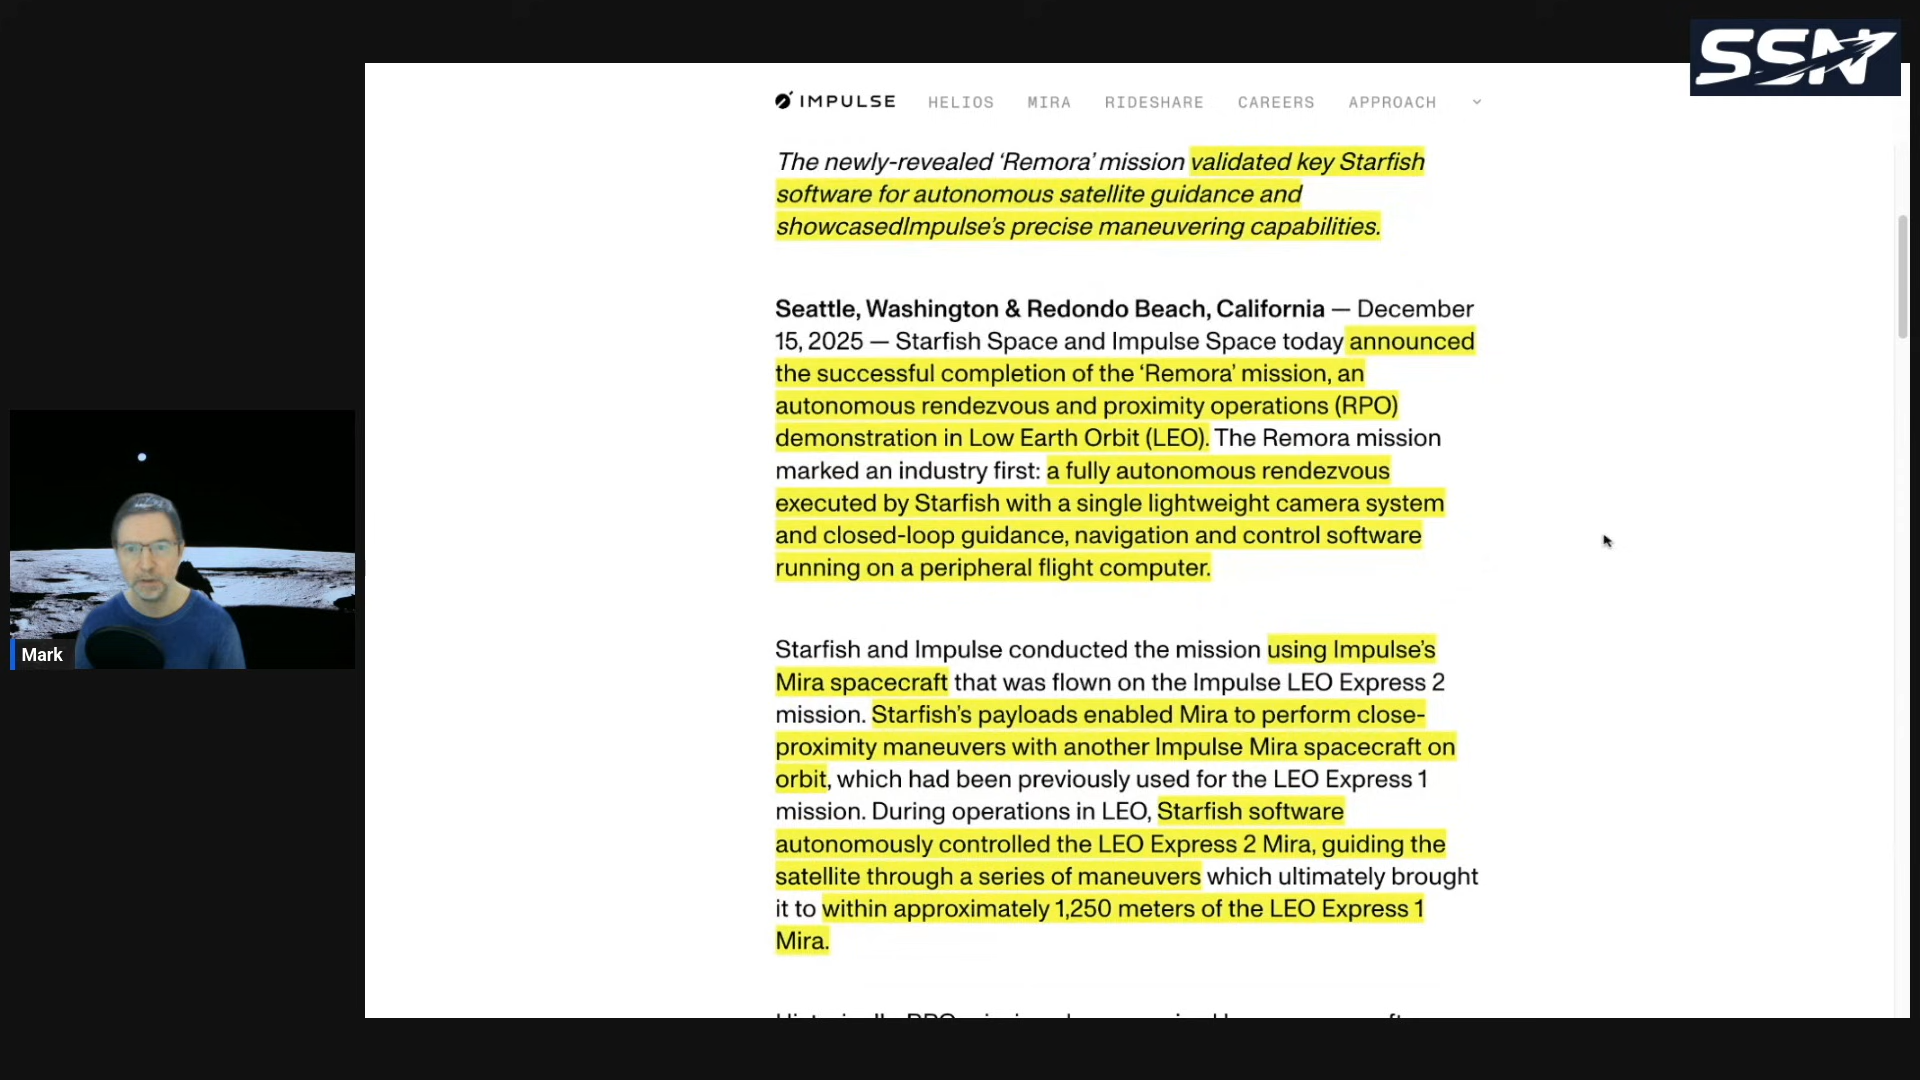 SSN
IMPULSE HELIOS MIRA RIDESHARE CAREERS APPROACH
The newly-revealed ‘Remora’ mission validated key Starfish
software for autonomous satellite guidance and
showcasedImpulse’s precise maneuvering capabilities.
Seattle, Washington & Redondo Beach, California — December
15, 2025 — Starfish Space and Impulse Space today announced
the successful completion of the ‘Remora’ mission, an
autonomous rendezvous and proximity operations (RPO)
demonstration in Low Earth Orbit (LEO). The Remora mission
marked an industry first: a fully autonomous rendezvous
executed by Starfish with a single lightweight camera system
and closed-loop guidance, navigation and control software
running on a peripheral flight computer.
Starfish and Impulse conducted the mission using Impulse’s
Mira spacecraft that was flown on the Impulse LEO Express 2
mission. Starfish’s payloads enabled Mira to perform close-
proximity maneuvers with another Impulse Mira spacecraft on
orbit, which had been previously used for the LEO Express 1
mission. During operations in LEO, Starfish software
autonomously controlled the LEO Express 2 Mira, guiding the
satellite through a series of maneuvers which ultimately brought
it to within approximately 1,250 meters of the LEO Express 1
Mira.
Mark